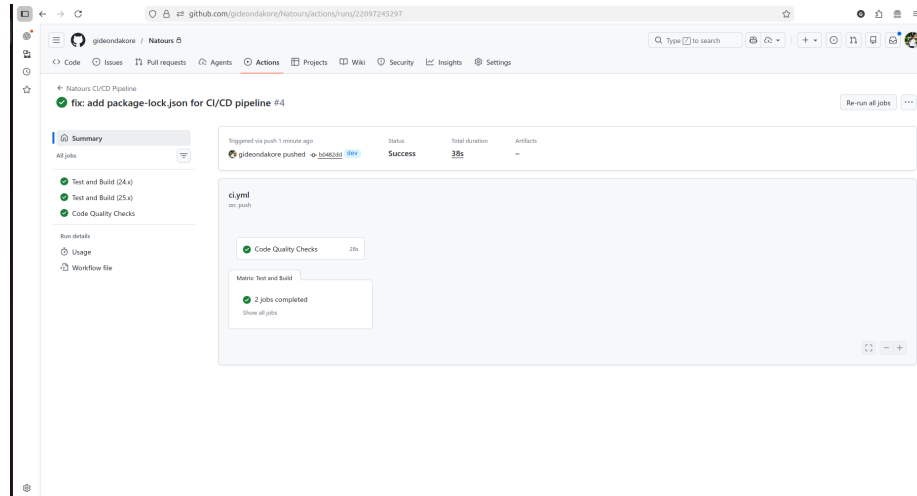 github.com/gideondakore/Natours/actions/runs/22097245297
gideondakore / Natours
Type / to search
Code Issues Pull requests Agents Actions Projects Wiki Security Insights Settings
← Natours CI/CD Pipeline
fix: add package-lock.json for CI/CD pipeline #4
Re-run all jobs
Summary
All jobs
Test and Build (24.x)
Test and Build (25.x)
Code Quality Checks
Run details
Usage
Workflow file
Triggered via push 1 minute ago
gideondakore pushed b0482dd dev
Status
Success
Total duration
38s
Artifacts
–
ci.yml
on: push
Code Quality Checks 28s
Matrix: Test and Build
2 jobs completed
Show all jobs